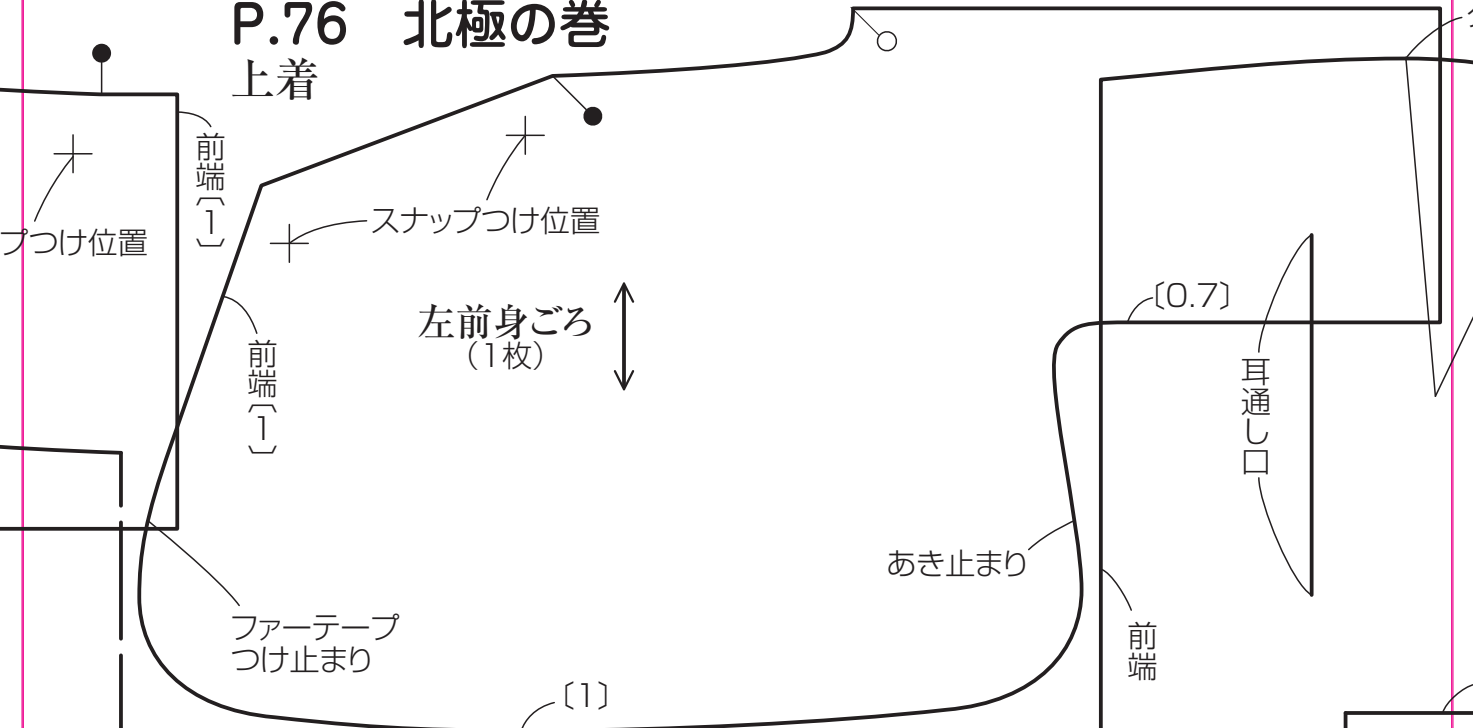 P.76 北極の巻
上着
前端〔1〕
プつけ位置
スナップつけ位置
前端〔1〕
左前身ごろ
(1枚)
〔0.7〕
耳通し口
あき止まり
前端
ファーテープ
つけ止まり
〔1〕